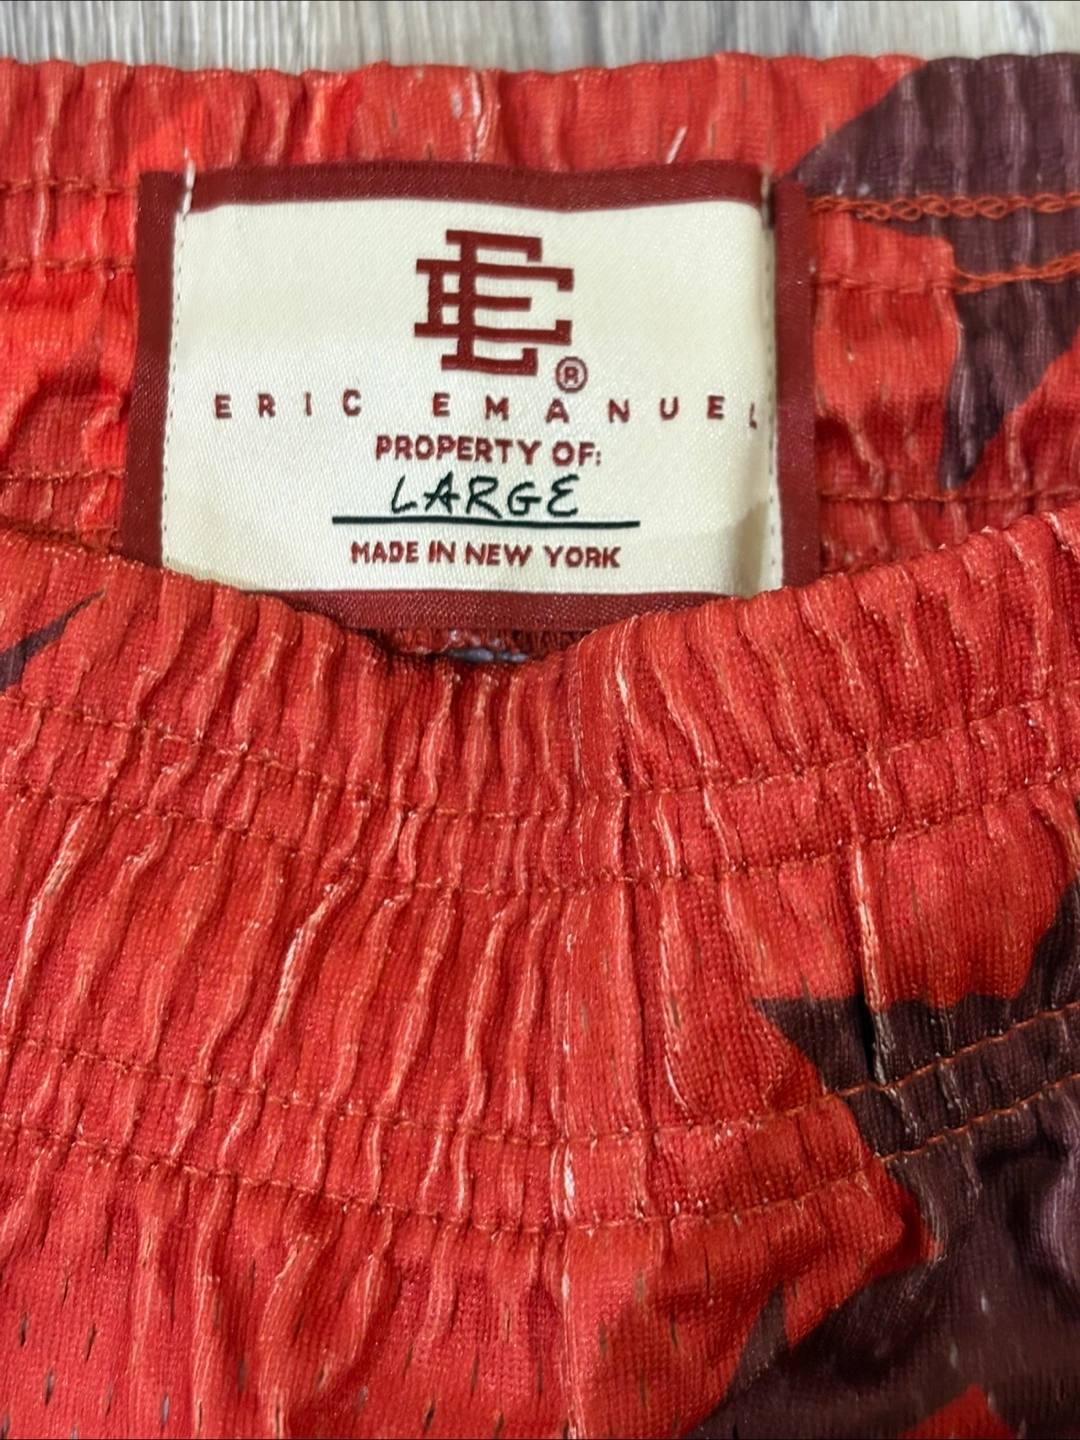 EE®
ERIC EMANUEL
PROPERTY OF:
LARGE
MADE IN NEW YORK